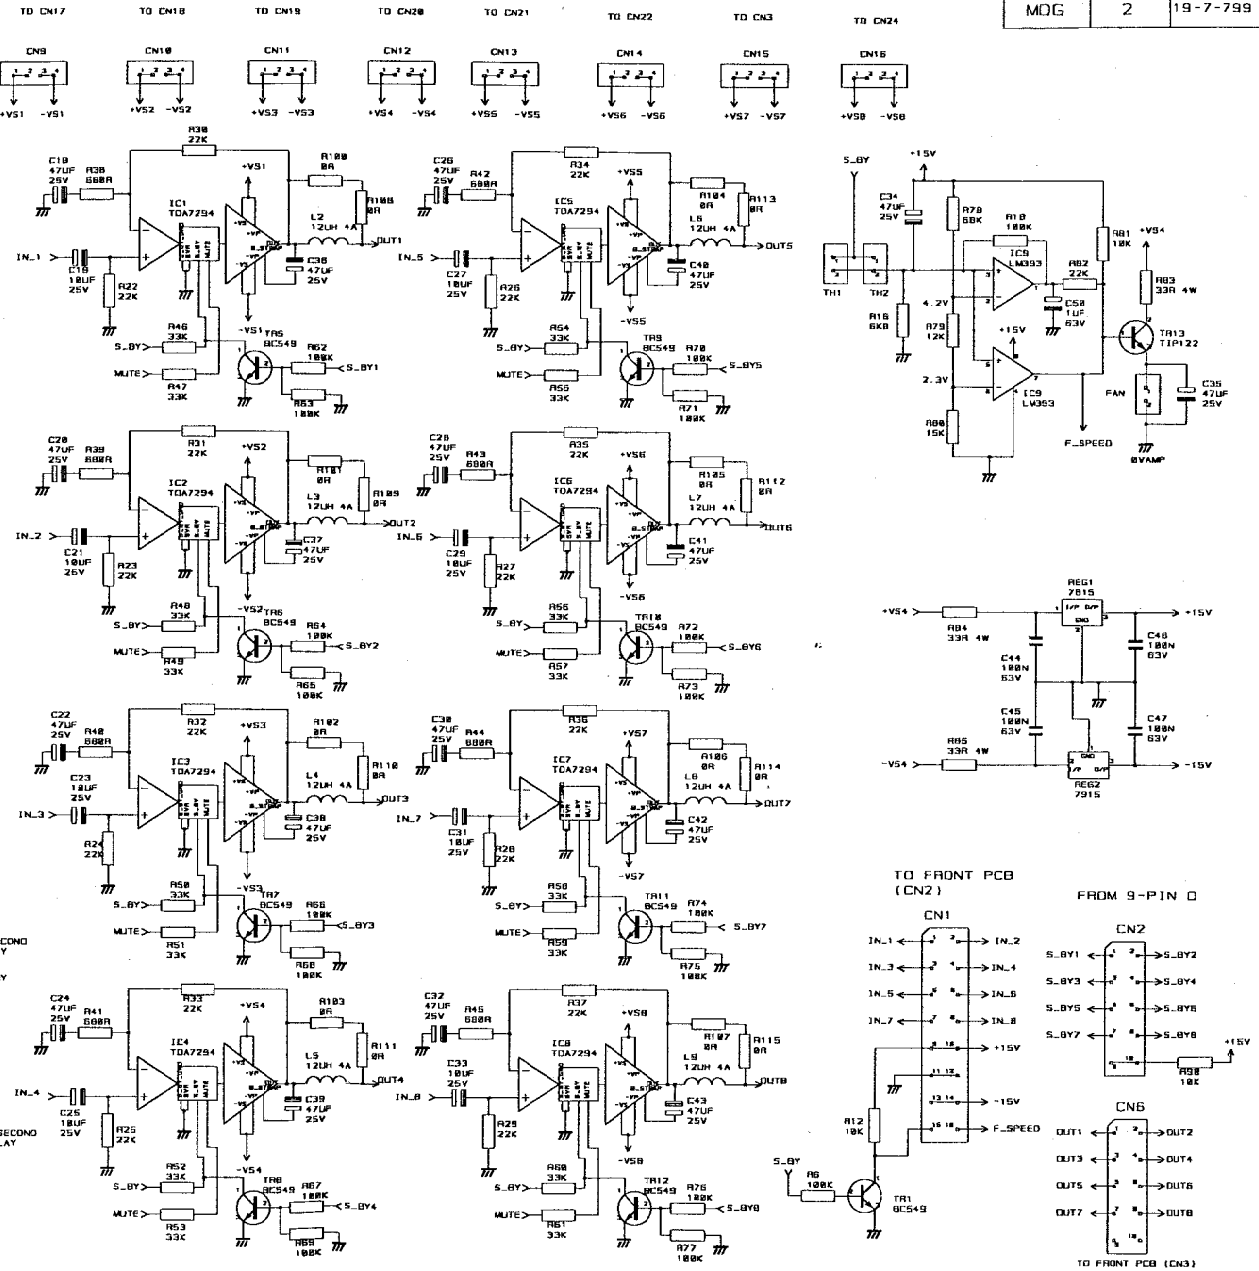 TO CN17
TO CN18
TO CN19
TO CN20
TO CN21
TO CN22
TO CN3
TO CN24
MDG
2
19-7-799
CN9
CN10
CN11
CN12
CN13
CN14
CN15
CN16
+VS1 -VS1
+VS2 -VS2
+VS3 -VS3
+VS4 -VS4
+VS5 -VS5
+VS6 -VS6
+VS7 -VS7
+VS8 -VS8
R30
22K
C18
47UF
25V
R38
680R
+VS1
R100
0R
R108
0R
IC1
TDA7294
L2
12UH 4A
OUT1
IN_1
C19
10UF
25V
R22
22K
C36
47UF
25V
-VS1
R46
33K
S_BY
MUTE
R47
33K
TR5
BC549
R62
100K
S_BY1
R63
100K
R34
22K
C26
47UF
25V
R42
680R
+VS5
R104
0R
R113
0R
IC5
TDA7294
L6
12UH 4A
OUT5
IN_5
C27
10UF
25V
R26
22K
C40
47UF
25V
-VS5
R54
33K
S_BY
MUTE
R55
33K
TR9
BC549
R70
100K
S_BY5
R71
100K
S_BY
+15V
C34
47UF
25V
R78
68K
R18
100K
IC9
LM393
R81
10K
+VS4
R82
22K
R83
33R 4W
TH1
TH2
R16
6K8
4.2V
R79
12K
C50
1UF
63V
+15V
TR13
TIP122
2.3V
IC9
LM393
R80
15K
FAN
C35
47UF
25V
F_SPEED
0VAMP
R31
22K
C20
47UF
25V
R39
680R
+VS2
R101
0R
R109
0R
IC2
TDA7294
L3
12UH 4A
OUT2
IN_2
C21
10UF
26V
R23
22K
C37
47UF
25V
-VS2
R48
33K
S_BY
MUTE
R49
33K
TR6
BC549
R64
100K
S_BY2
R65
100K
R35
22K
C28
47UF
25V
R43
680R
+VS6
R105
0R
R112
0R
IC6
TDA7294
L7
12UH 4A
OUT6
IN_6
C29
10UF
25V
R27
22K
C41
47UF
25V
-VS6
R56
33K
S_BY
MUTE
R57
33K
TR10
BC549
R72
100K
S_BY6
R73
100K
REG1
7815
+VS4
R84
33R 4W
I/P O/P
GND
+15V
C44
100N
63V
C46
100N
63V
C45
100N
63V
C47
100N
63V
-VS4
R85
33R 4W
GND
I/P O/P
-15V
REG2
7915
R32
22K
C22
47UF
25V
R40
680R
+VS3
R102
0R
R110
0R
IC3
TDA7294
L4
12UH 4A
OUT3
IN_3
C23
10UF
25V
R24
22K
C38
47UF
25V
-VS3
R50
33K
S_BY
MUTE
R51
33K
TR7
BC549
R66
100K
S_BY3
R68
100K
R36
22K
C30
47UF
25V
R44
680R
+VS7
R106
0R
R114
0R
IC7
TDA7294
L8
12UH 4A
OUT7
IN_7
C31
10UF
25V
R28
22K
C42
47UF
25V
-VS7
R58
33K
S_BY
MUTE
R59
33K
TR11
BC549
R74
100K
S_BY7
R75
100K
TO FRONT PCB
(CN2)
CN1
IN_1
IN_2
IN_3
IN_4
IN_5
IN_6
IN_7
IN_8
+15V
-15V
F_SPEED
R12
10K
S_BY
R6
100K
TR1
BC549
FROM 9-PIN D
CN2
S_BY1
S_BY2
S_BY3
S_BY4
S_BY5
S_BY6
S_BY7
S_BY8
+15V
R98
10K
CN6
OUT1
OUT2
OUT3
OUT4
OUT5
OUT6
OUT7
OUT8
TO FRONT PCB (CN3)
R33
22K
C24
47UF
25V
R41
680R
+VS4
R103
0R
R111
0R
IC4
TDA7294
L5
12UH 4A
OUT4
IN_4
C25
10UF
25V
R25
22K
C39
47UF
25V
-VS4
R52
33K
S_BY
MUTE
R53
33K
TR8
BC549
R67
100K
S_BY4
R69
100K
R37
22K
C32
47UF
25V
R45
680R
+VS8
R107
0R
R115
0R
IC8
TDA7294
L9
12UH 4A
OUT8
IN_8
C33
10UF
25V
R29
22K
C43
47UF
25V
-VS8
R60
33K
S_BY
MUTE
R61
33K
TR12
BC549
R76
100K
S_BY8
R77
100K